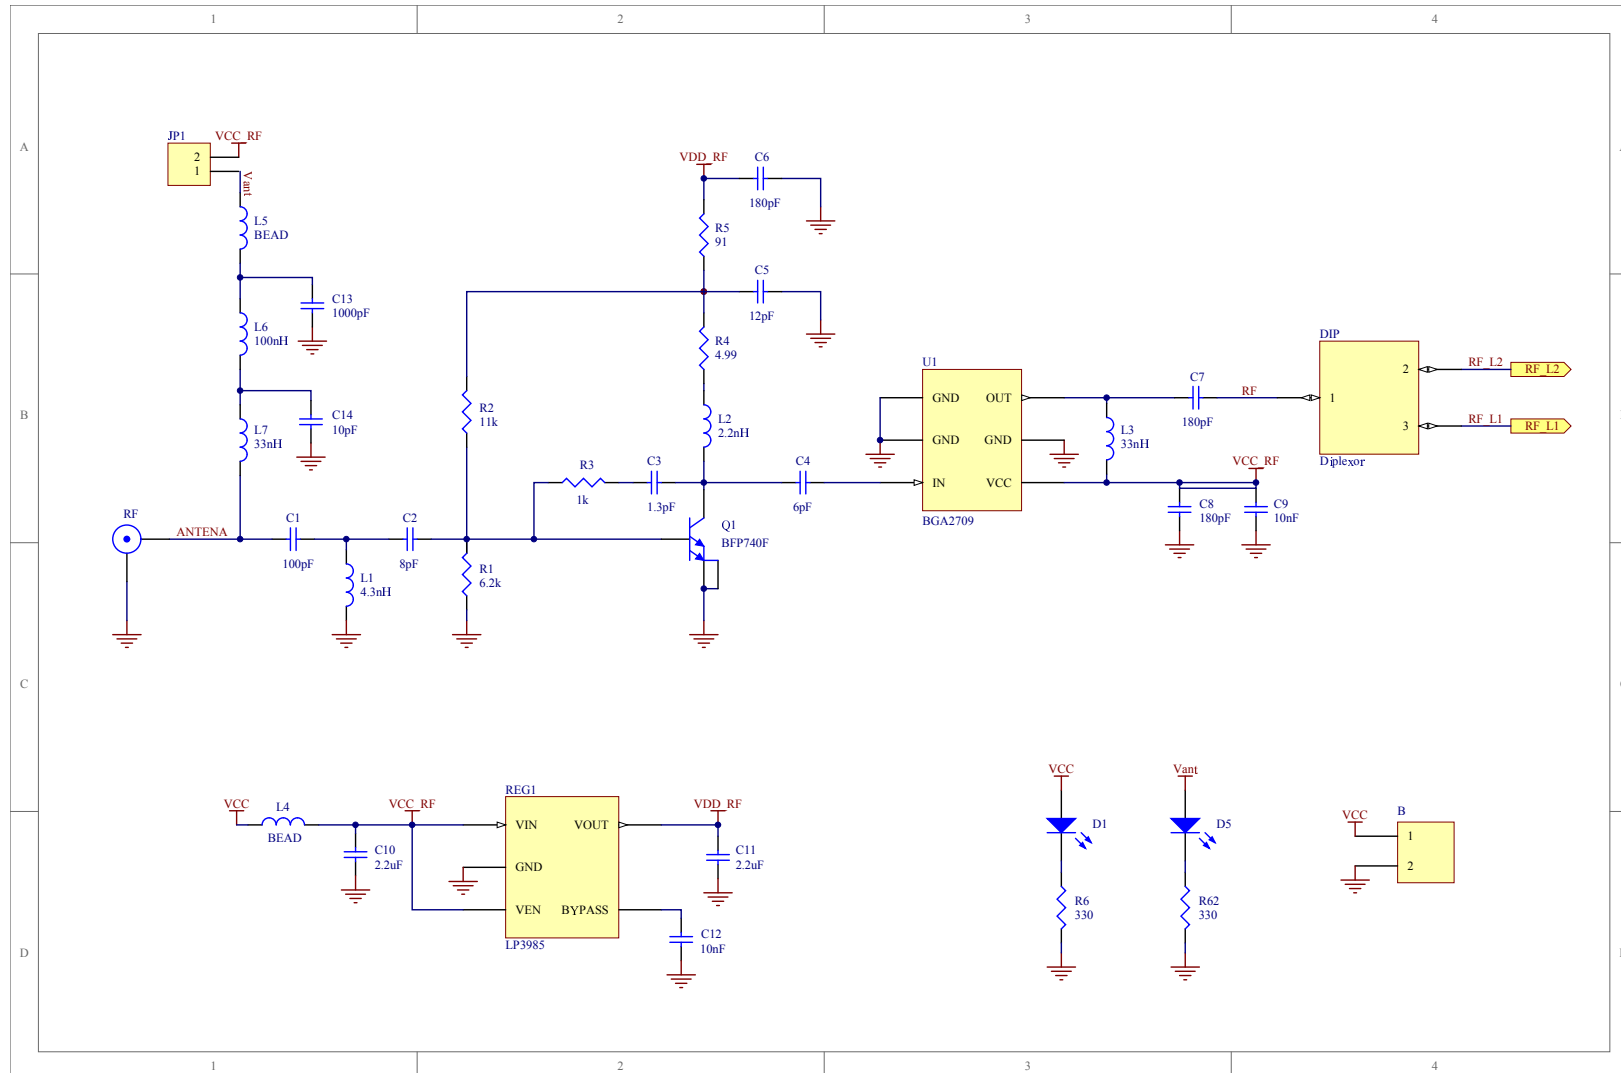 1 2 3 4
A
JP1
VCC_RF
2
1
Vant
L5
BEAD
C13
1000pF
L6
100nH
C14
10pF
L7
33nH
RF
ANTENA
C1
100pF
L1
4.3nH
C2
8pF
R2
11k
R1
6.2k
R3
1k
C3
1.3pF
VDD_RF
C6
180pF
R5
91
C5
12pF
R4
4.99
L2
2.2nH
C4
6pF
Q1
BFP740F
U1
GND OUT
GND GND
IN VCC
BGA2709
L3
33nH
C7
180pF
RF
VCC_RF
C8
180pF
C9
10nF
DIP
2
1
3
Diplexor
RF_L2
RF_L2
RF_L1
RF_L1
B
C
VCC
L4
BEAD
VCC_RF
C10
2.2uF
REG1
VIN VOUT
GND
VEN BYPASS
LP3985
VDD_RF
C11
2.2uF
C12
10nF
VCC
D1
R6
330
Vant
D5
R62
330
VCC
B
1
2
D
1 2 3 4